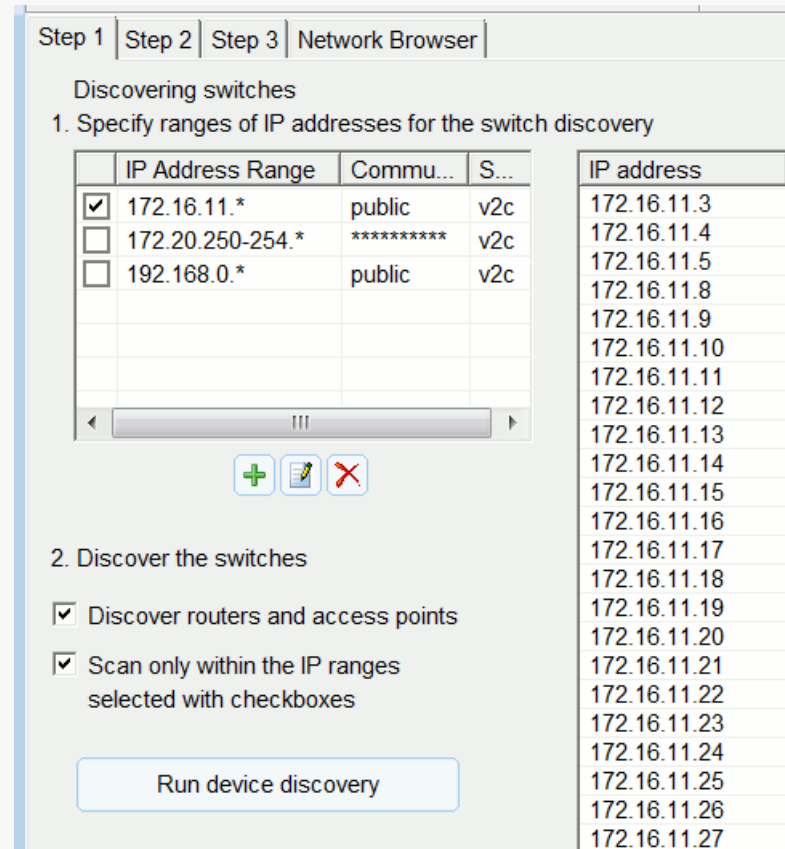 Step 1 Step 2 Step 3 Network Browser
Discovering switches
1. Specify ranges of IP addresses for the switch discovery
IP Address Range Commu... S...
172.16.11.* public v2c
172.20.250-254.* ********** v2c
192.168.0.* public v2c
2. Discover the switches
Discover routers and access points
Scan only within the IP ranges
selected with checkboxes
Run device discovery
IP address
172.16.11.3
172.16.11.4
172.16.11.5
172.16.11.8
172.16.11.9
172.16.11.10
172.16.11.11
172.16.11.12
172.16.11.13
172.16.11.14
172.16.11.15
172.16.11.16
172.16.11.17
172.16.11.18
172.16.11.19
172.16.11.20
172.16.11.21
172.16.11.22
172.16.11.23
172.16.11.24
172.16.11.25
172.16.11.26
172.16.11.27